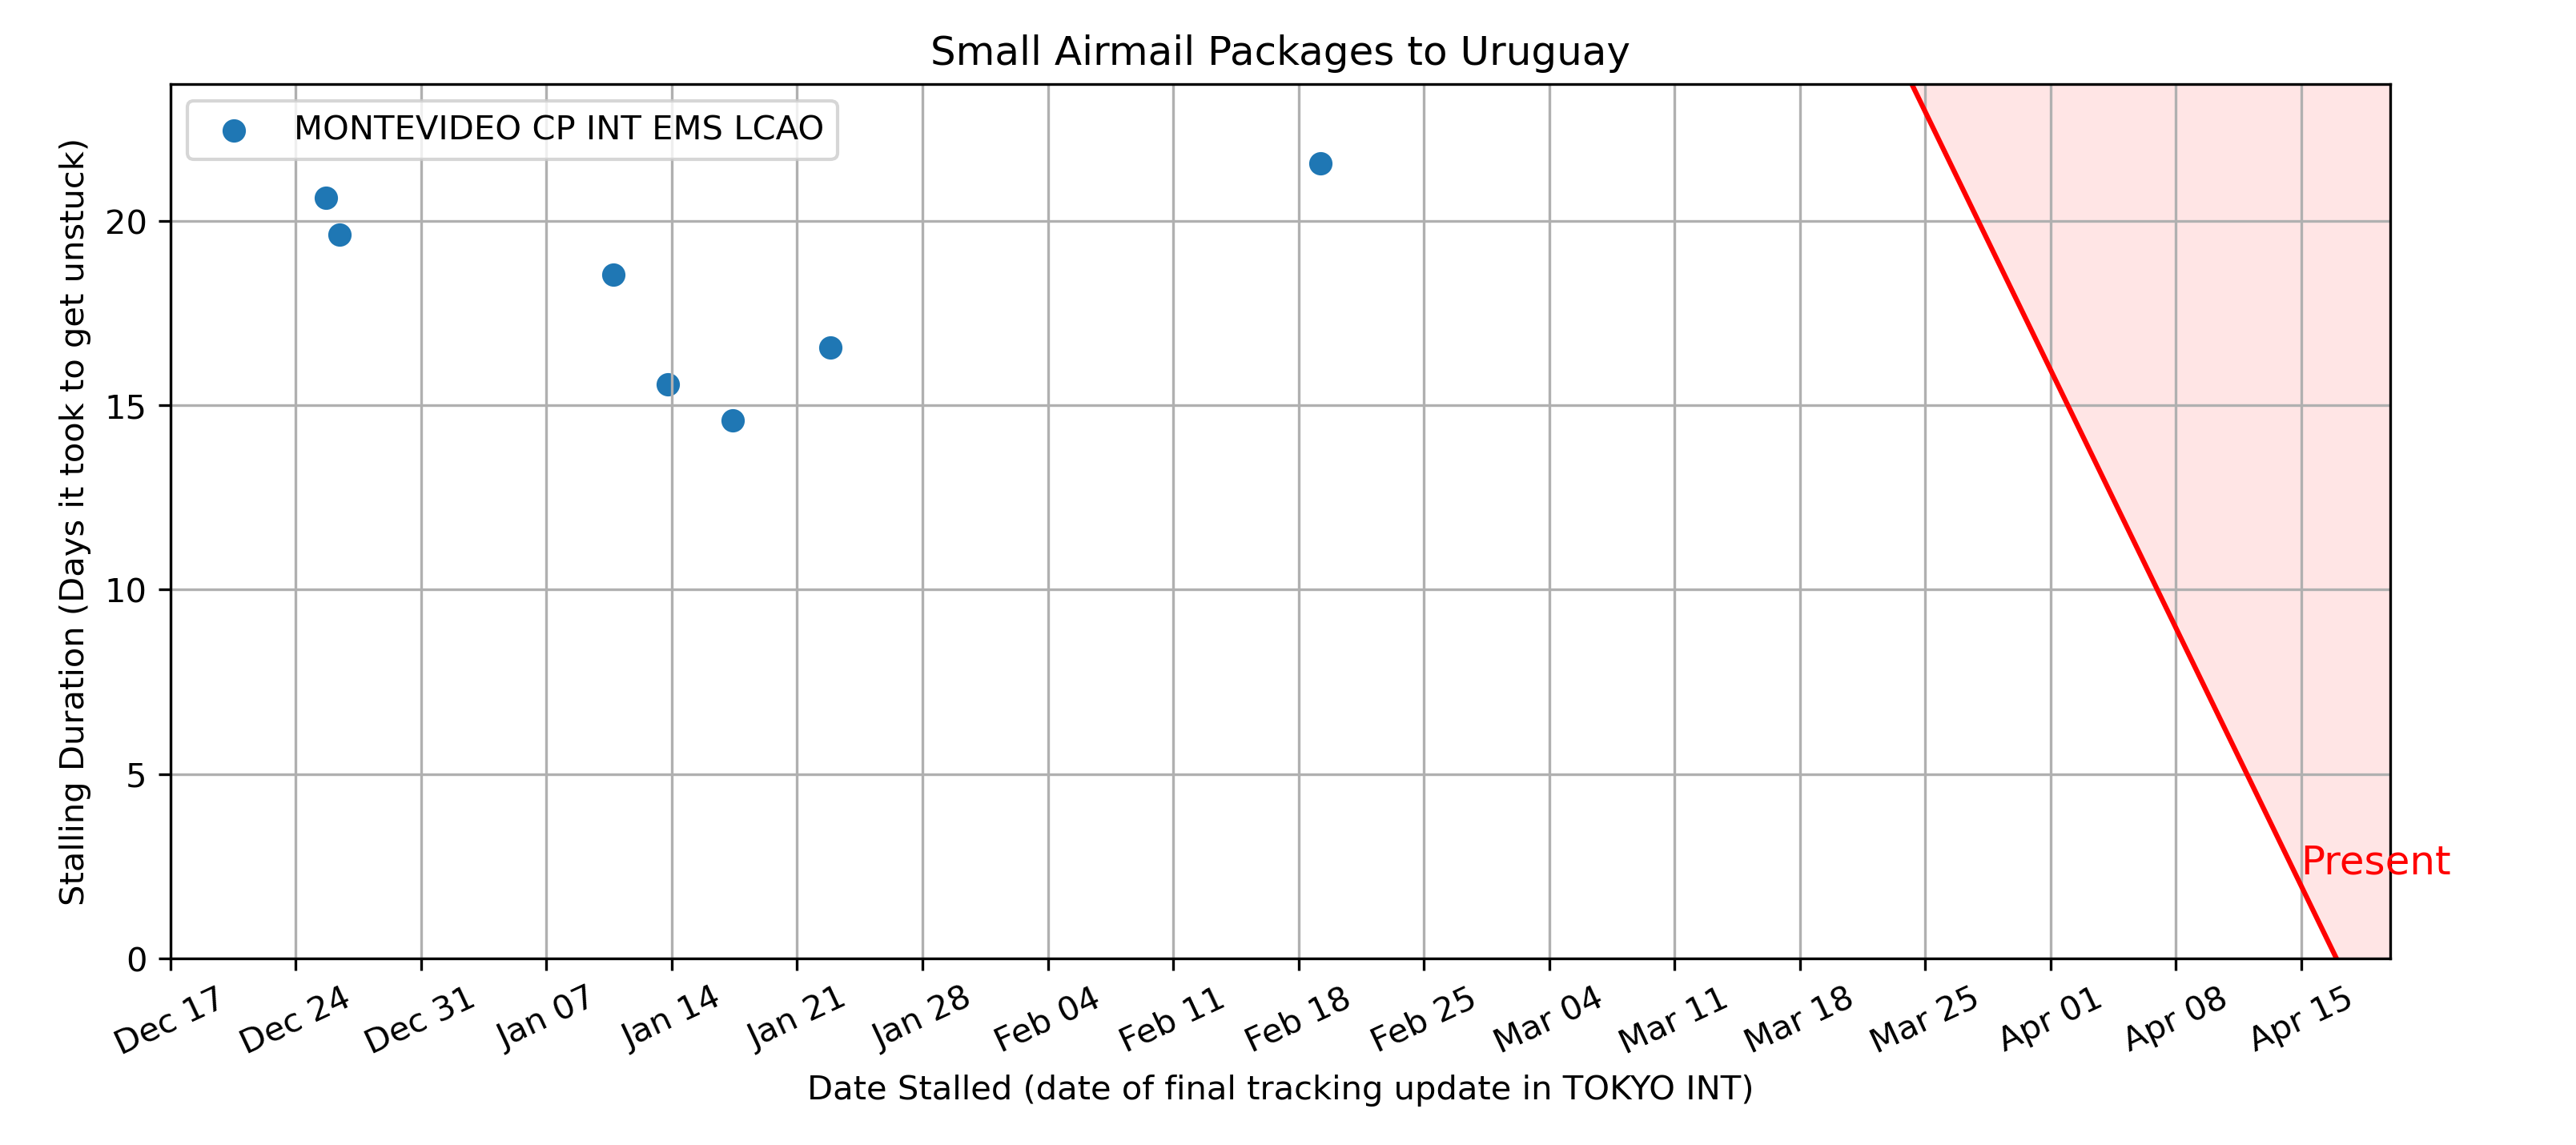 Small Airmail Packages to Uruguay
MONTEVIDEO CP INT EMS LCAO
Stalling Duration (Days it took to get unstuck)
20
15
10
5
0
Present
Dec 17 Dec 24 Dec 31 Jan 07 Jan 14 Jan 21 Jan 28 Feb 04 Feb 11 Feb 18 Feb 25 Mar 04 Mar 11 Mar 18 Mar 25 Apr 01 Apr 08 Apr 15
Date Stalled (date of final tracking update in TOKYO INT)